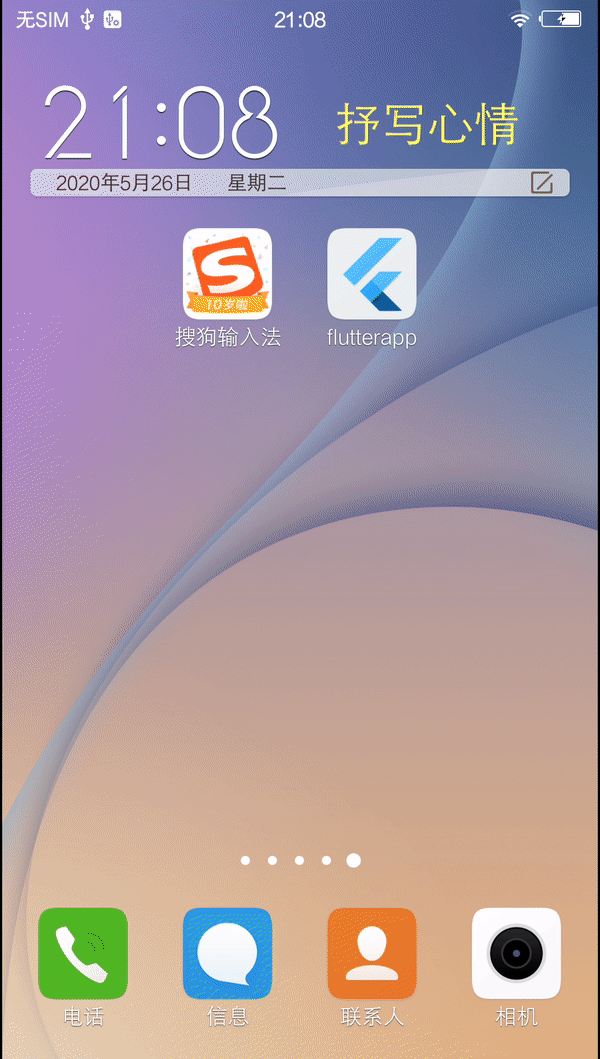 无SIM
21:08
21:08
抒写心情
2020年5月26日 星期二
10岁啦
搜狗输入法
flutterapp
电话
信息
联系人
相机